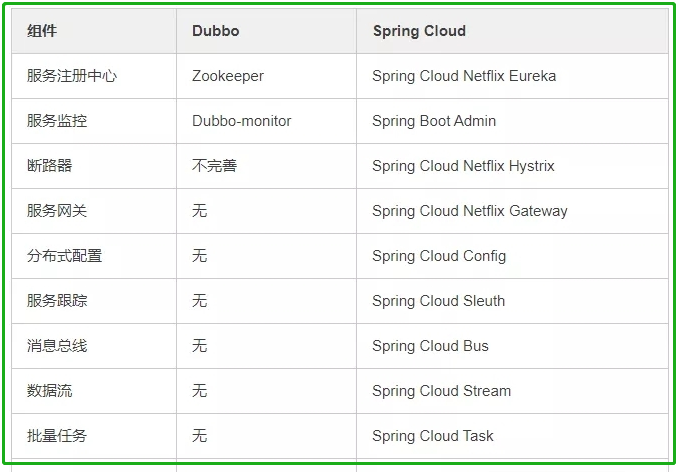 组件 Dubbo Spring Cloud
服务注册中心 Zookeeper Spring Cloud Netflix Eureka
服务监控 Dubbo-monitor Spring Boot Admin
断路器 不完善 Spring Cloud Netflix Hystrix
服务网关 无 Spring Cloud Netflix Gateway
分布式配置 无 Spring Cloud Config
服务跟踪 无 Spring Cloud Sleuth
消息总线 无 Spring Cloud Bus
数据流 无 Spring Cloud Stream
批量任务 无 Spring Cloud Task